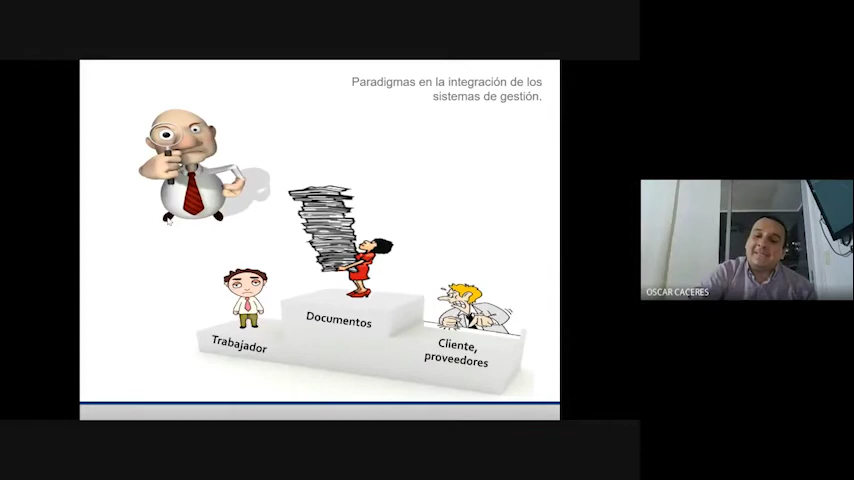 Paradigmas en la integración de los
sistemas de gestión.
Documentos
Trabajador
Cliente,
proveedores
OSCAR CACERES